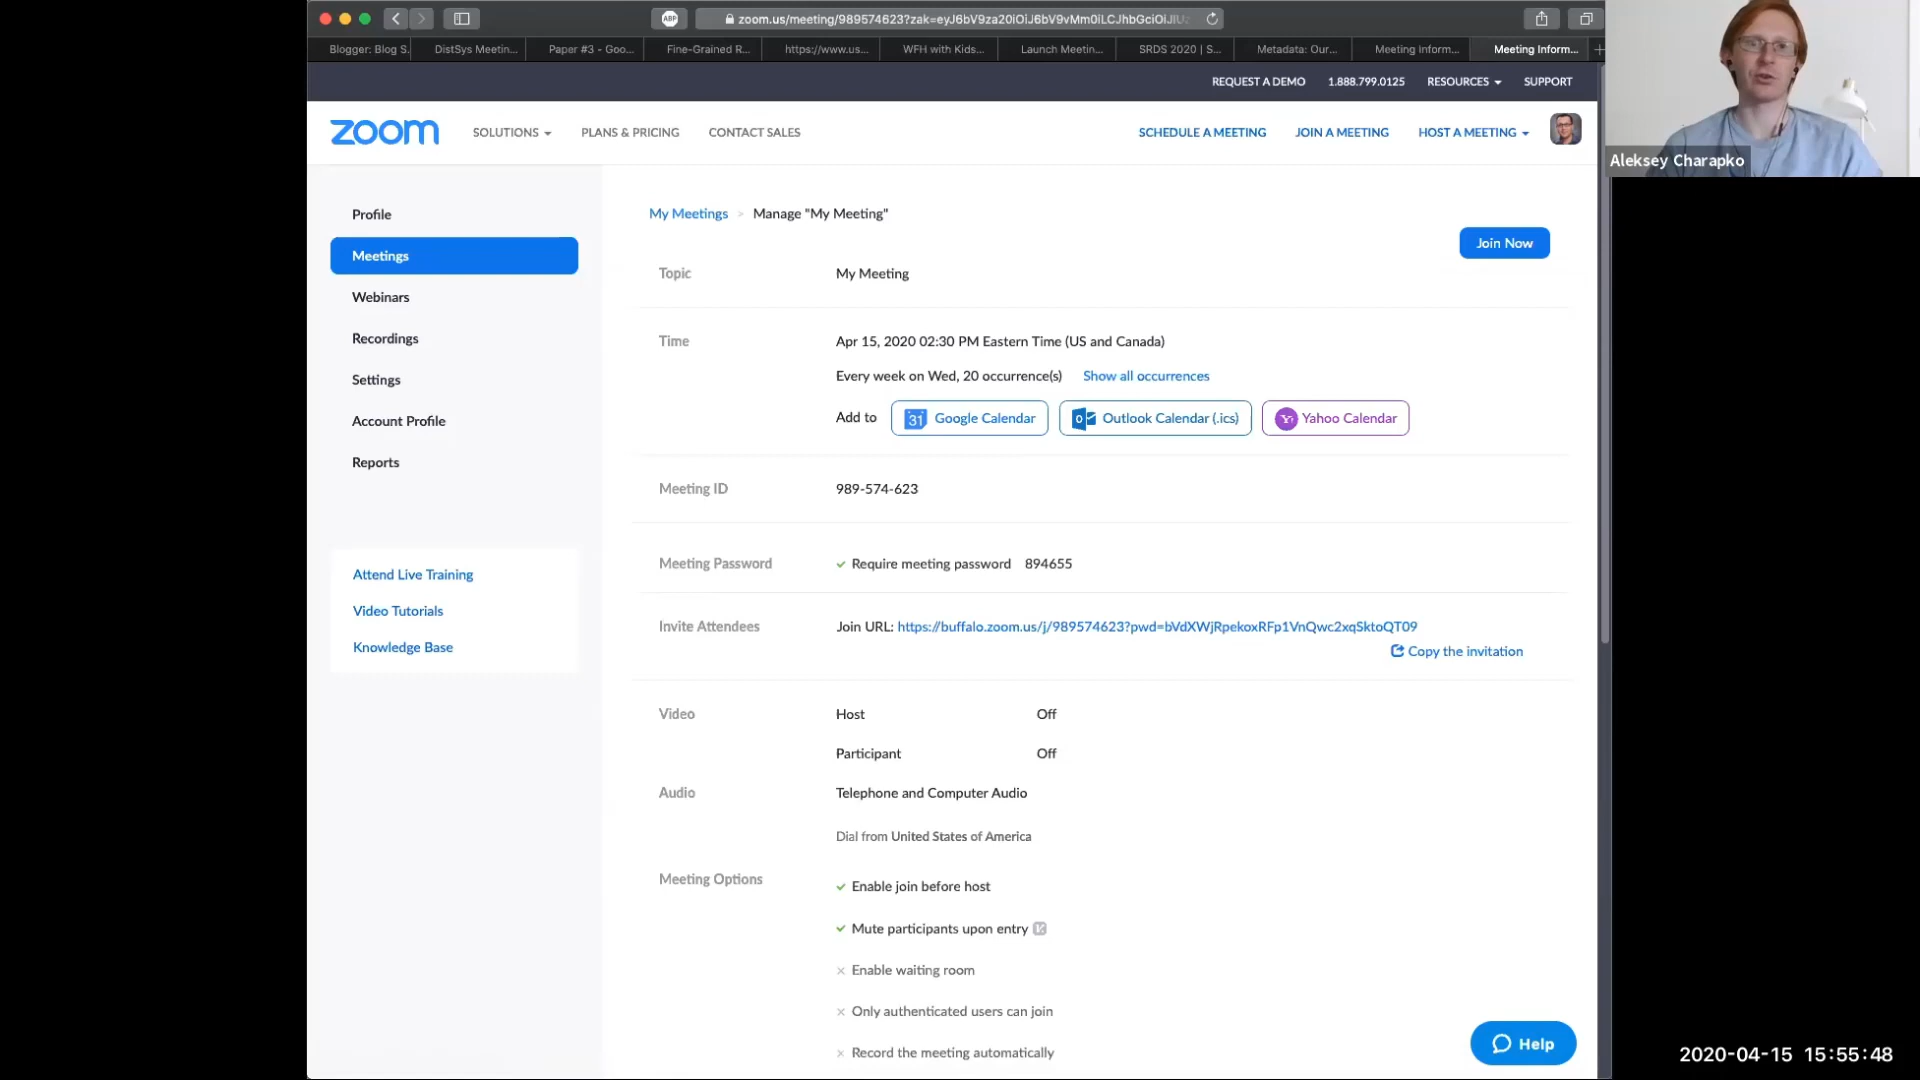 zoom.us/meeting/989574623?zak=eyJ6bV9za20iOiJ6bV9vMm0iLCJhbGciOiJIUz
Blogger: Blog S.
DistSys Meetin...
Paper #3 - Goo...
Fine-Grained R...
https://www.us...
WFH with Kids...
Launch Meetin...
SRDS 2020 | S...
Metadata: Our...
Meeting Inform...
Meeting Inform...
REQUEST A DEMO
1.888.799.0125
RESOURCES
SUPPORT
zoom
SOLUTIONS
PLANS & PRICING
CONTACT SALES
SCHEDULE A MEETING
JOIN A MEETING
HOST A MEETING
Aleksey Charapko
Profile
Meetings
Webinars
Recordings
Settings
Account Profile
Reports
Attend Live Training
Video Tutorials
Knowledge Base
My Meetings > Manage "My Meeting"
Join Now
Topic
My Meeting
Time
Apr 15, 2020 02:30 PM Eastern Time (US and Canada)
Every week on Wed, 20 occurrence(s) Show all occurrences
Add to
31 Google Calendar
Outlook Calendar (.ics)
Yahoo Calendar
Meeting ID
989-574-623
Meeting Password
Require meeting password 894655
Invite Attendees
Join URL: https://buffalo.zoom.us/j/989574623?pwd=bVdXWjRpekoxRFp1VnQwc2xqSktoQT09
Copy the invitation
Video
Host Off
Participant Off
Audio
Telephone and Computer Audio
Dial from United States of America
Meeting Options
Enable join before host
Mute participants upon entry
Enable waiting room
Only authenticated users can join
Record the meeting automatically
Help
2020-04-15 15:55:48